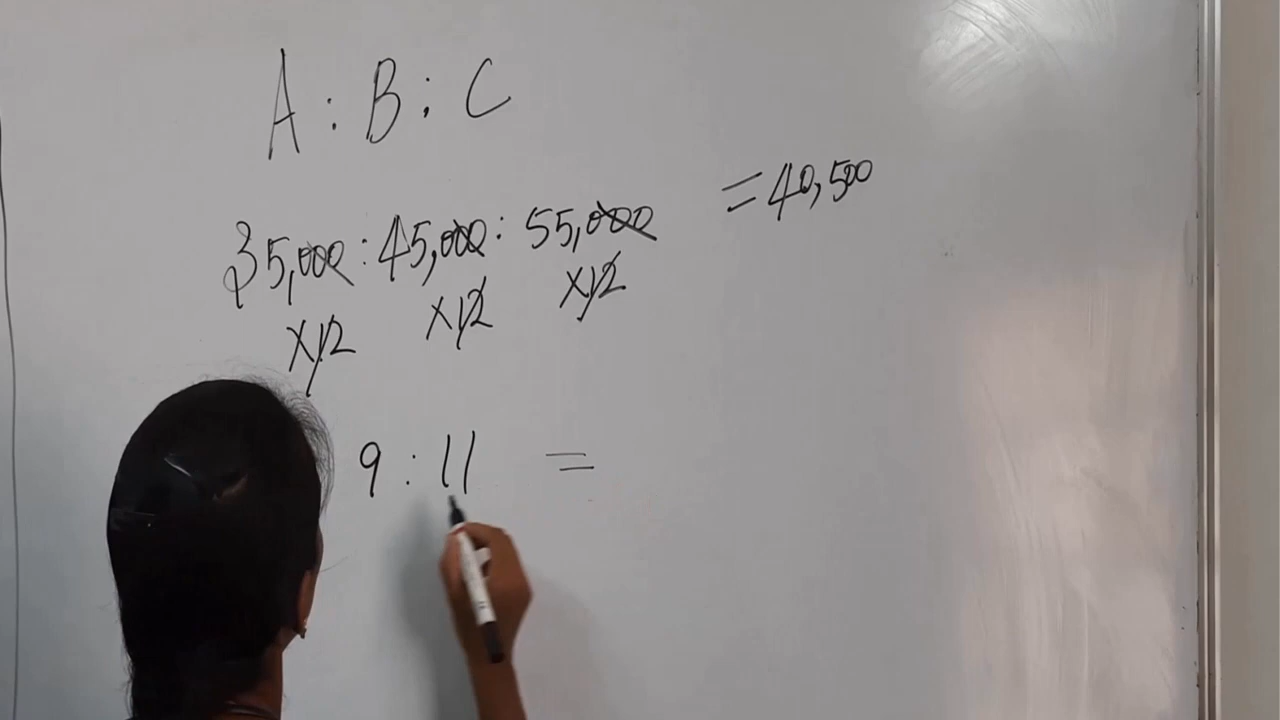 A : B : C
35,000 : 45,000 : 55,000 = 40,500
x12 x12 x12
9 : 11 =